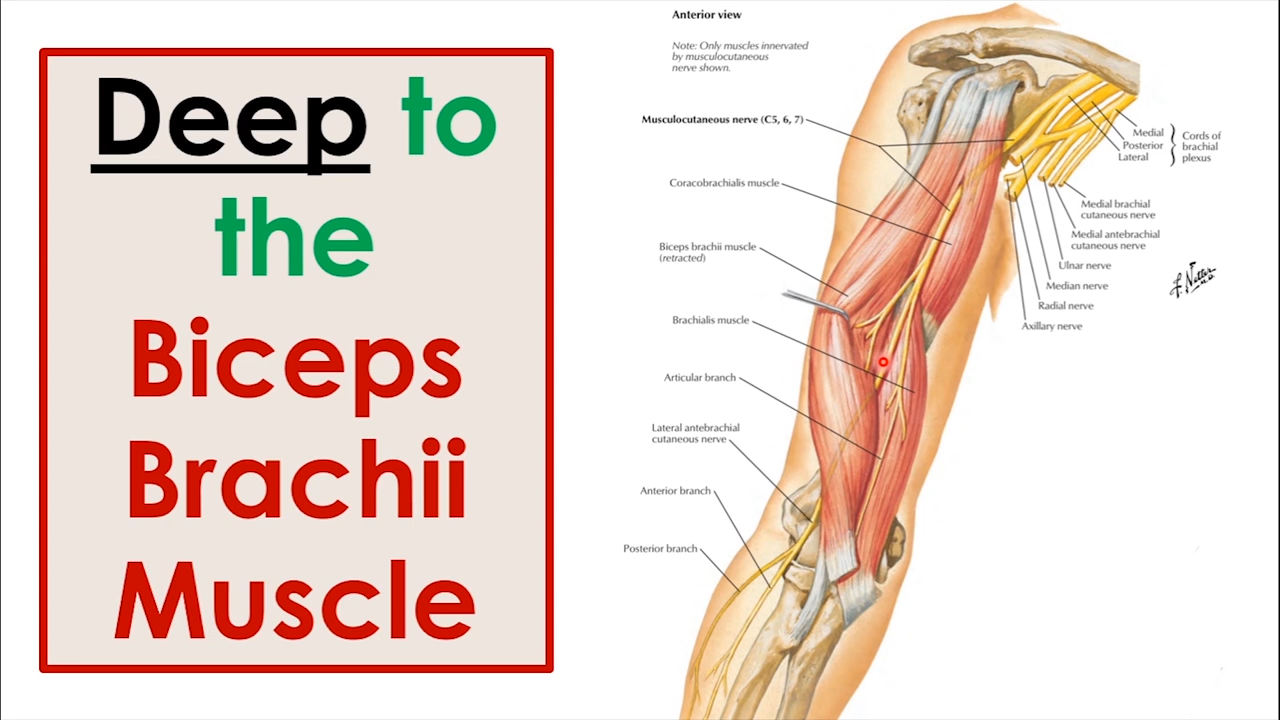 Deep to
the
Biceps
Brachii
Muscle
Anterior view
Note: Only muscles innervated
by musculocutaneous
nerve shown.
Musculocutaneous nerve (C5, 6, 7)
Coracobrachialis muscle
Biceps brachii muscle
(retracted)
Brachialis muscle
Articular branch
Lateral antebrachial
cutaneous nerve
Anterior branch
Posterior branch
Medial
Posterior
Lateral
Cords of
brachial
plexus
Medial brachial
cutaneous nerve
Medial antebrachial
cutaneous nerve
Ulnar nerve
Median nerve
Radial nerve
Axillary nerve
F. Netter